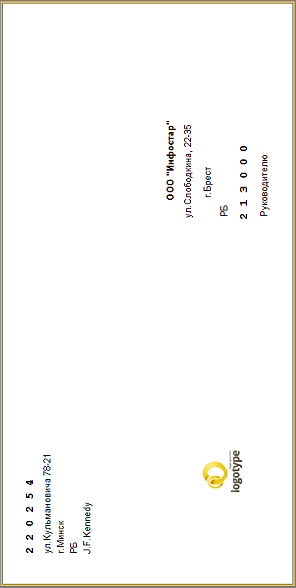 2 2 0 2 5 4
ул.Кульмановича 78-21
г.Минск
РБ
J.F.Kennedy
ООО "Инфостар"
ул.Слободкина, 22-35
г.Брест
РБ
2 1 3 0 0 0
Руководителю
logotype